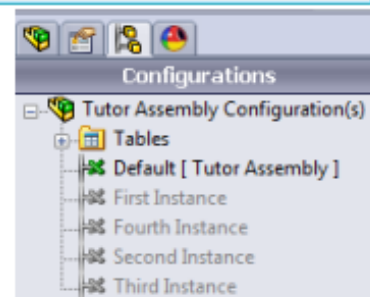 Configurations
Tutor Assembly Configuration(s)
Tables
Default [ Tutor Assembly ]
First Instance
Fourth Instance
Second Instance
Third Instance